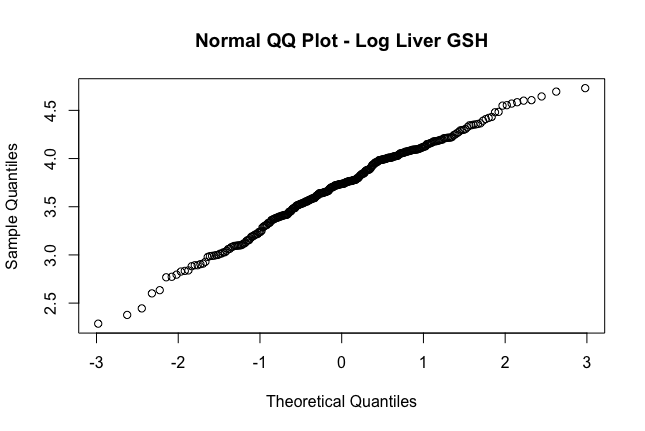 Normal QQ Plot - Log Liver GSH
Sample Quantiles
4.5
4.0
3.5
3.0
2.5
-3 -2 -1 0 1 2 3
Theoretical Quantiles